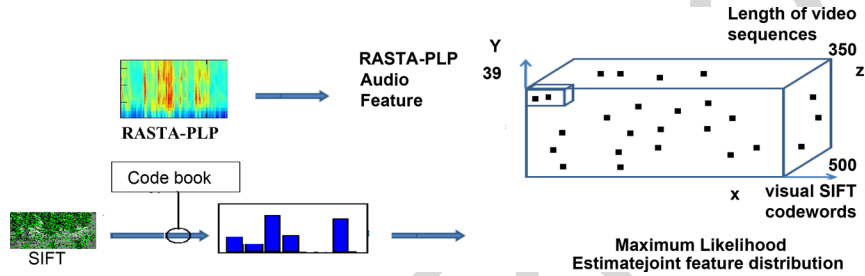 Length of video
sequences
350
Y
z
39
RASTA-PLP
Audio
Feature
RASTA-PLP
Code book
500
x
visual SIFT
codewords
SIFT
Maximum Likelihood
Estimatejoint feature distribution